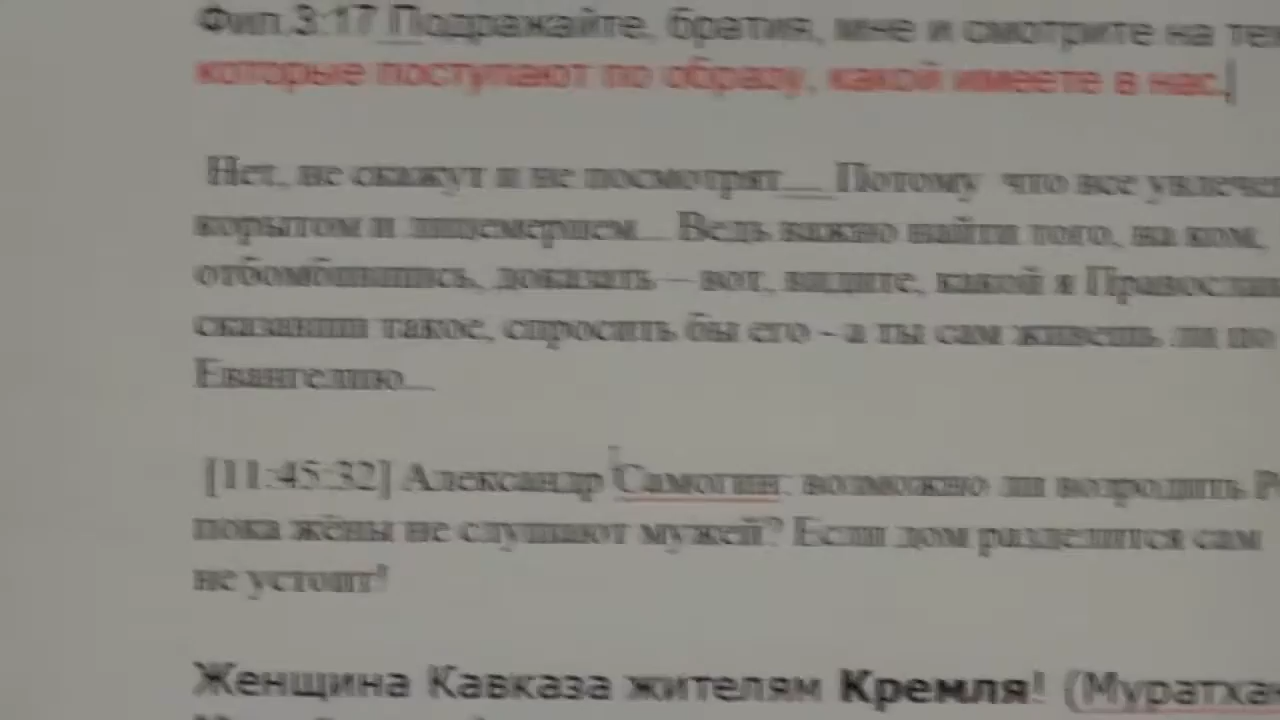 Фил.3:17 Подражайте, братия, мне и смотрите на тех
которые поступают по образу, какой имеете в нас.
Нет, не скажут и не посмотрят... Потому что все увлечен
корытом и лицемерием... Ведь важно найти того, на ком,
отбомбившись, доказать – вот, видите, какой я Православн
сказавши такое, спросить бы его - а ты сам живешь ли по
Евангелию...
[11:45:32] Александр Самогин: возможно ли возродить Р
пока жёны не слушают мужей? Если дом разделится сам
не устоит!
Женщина Кавказа жителям Кремля! (Муратха